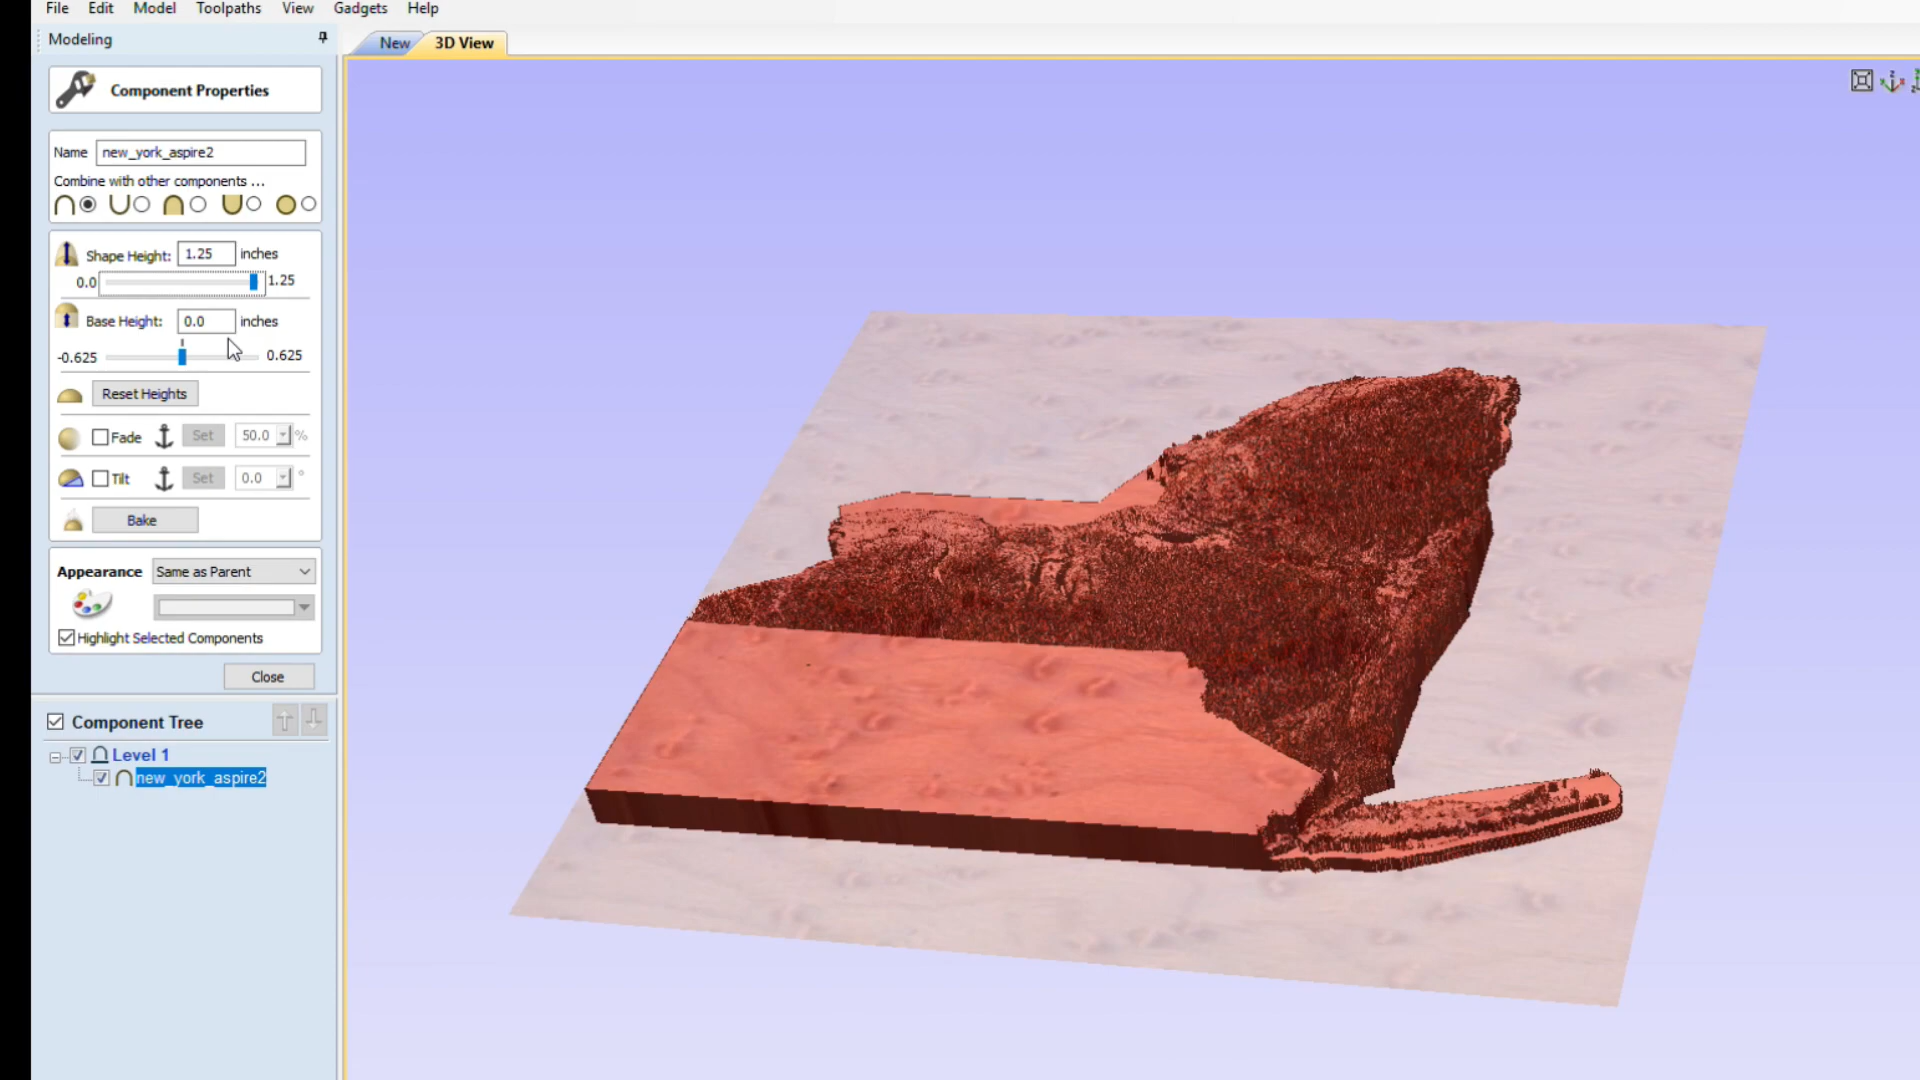 File Edit Model Toolpaths View Gadgets Help
Modeling
New 3D View
Component Properties
Name new_york_aspire2
Combine with other components ...
Shape Height: 1.25 inches
0.0 1.25
Base Height: 0.0 inches
-0.625 0.625
Reset Heights
Fade Set 50.0 %
Tilt Set 0.0 °
Bake
Appearance Same as Parent
Highlight Selected Components
Close
Component Tree
Level 1
new_york_aspire2